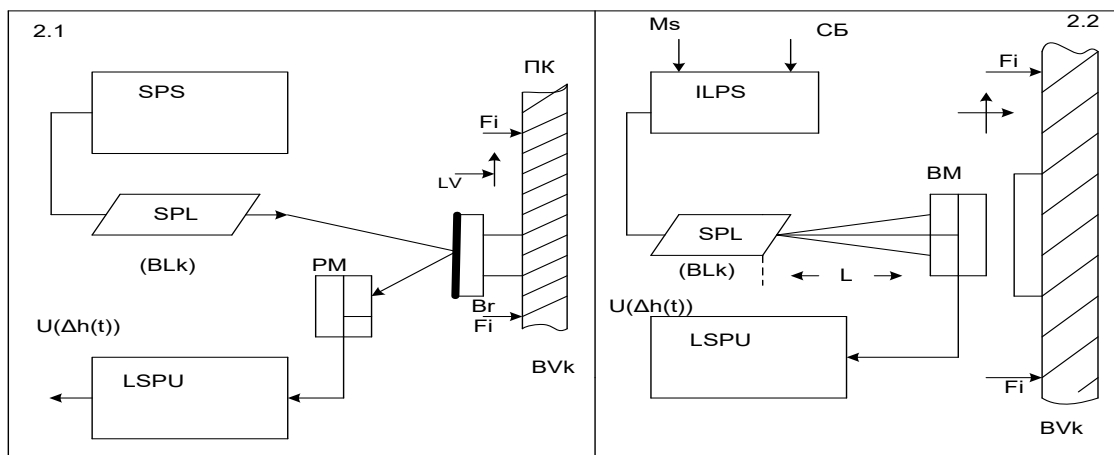 2.1
ПК
SPS
Fi
LV
SPL
(BLk)
PM
Br
Fi
U(Δh(t))
LSPU
BVk
2.2
Ms
СБ
Fi
ILPS
BM
SPL
(BLk)
L
U(Δh(t))
LSPU
Fi
BVk